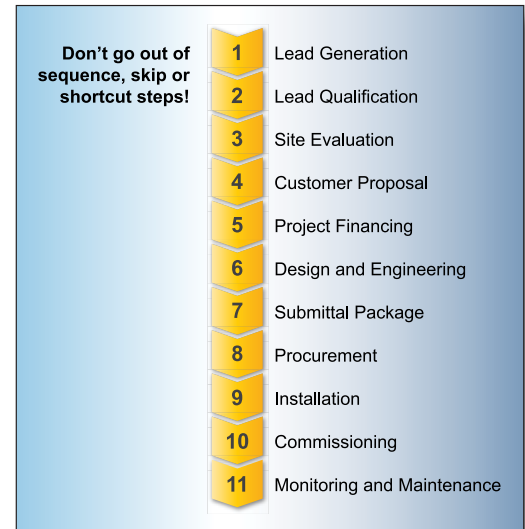 Don't go out of
sequence, skip or
shortcut steps!
1 Lead Generation
2 Lead Qualification
3 Site Evaluation
4 Customer Proposal
5 Project Financing
6 Design and Engineering
7 Submittal Package
8 Procurement
9 Installation
10 Commissioning
11 Monitoring and Maintenance